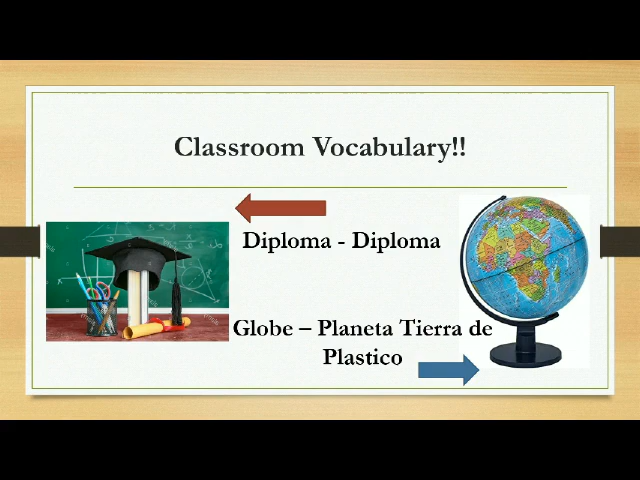 Classroom Vocabulary!!
Diploma - Diploma
Globe – Planeta Tierra de
Plastico